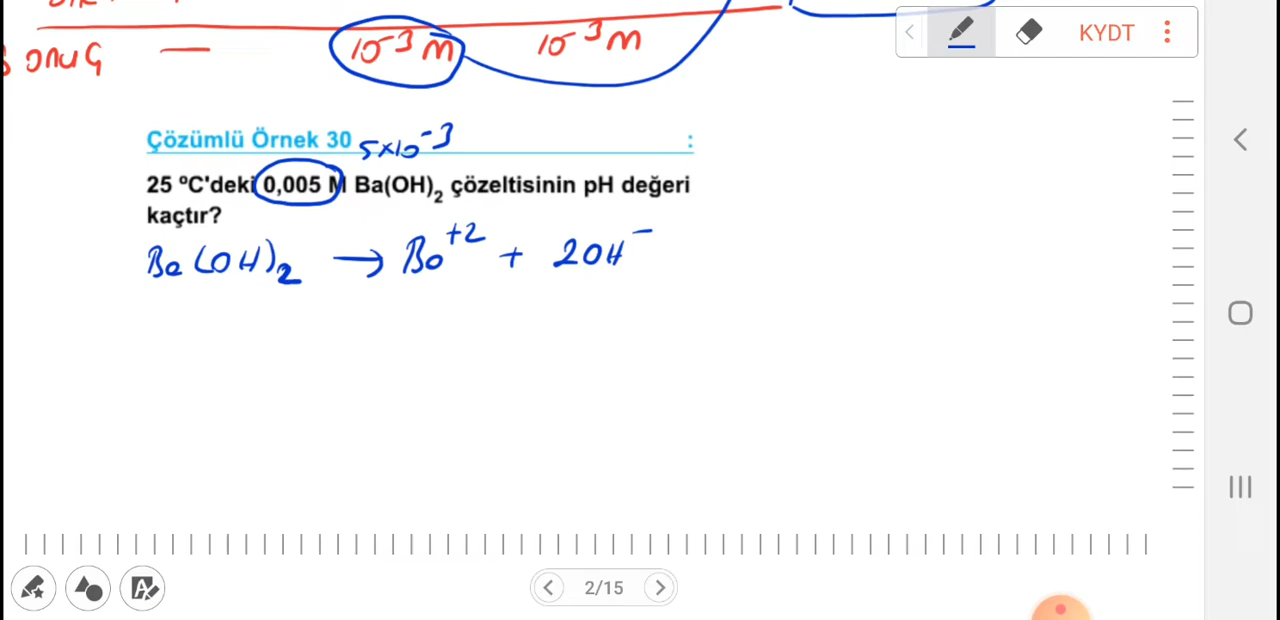 10⁻³ M 10⁻³ M
SONUÇ —
KYDT
Çözümlü Örnek 30 5×10⁻³ :
25 ºC'deki 0,005 M Ba(OH)₂ çözeltisinin pH değeri
kaçtır?
Ba(OH)₂ → Ba⁺² + 2OH⁻
2/15